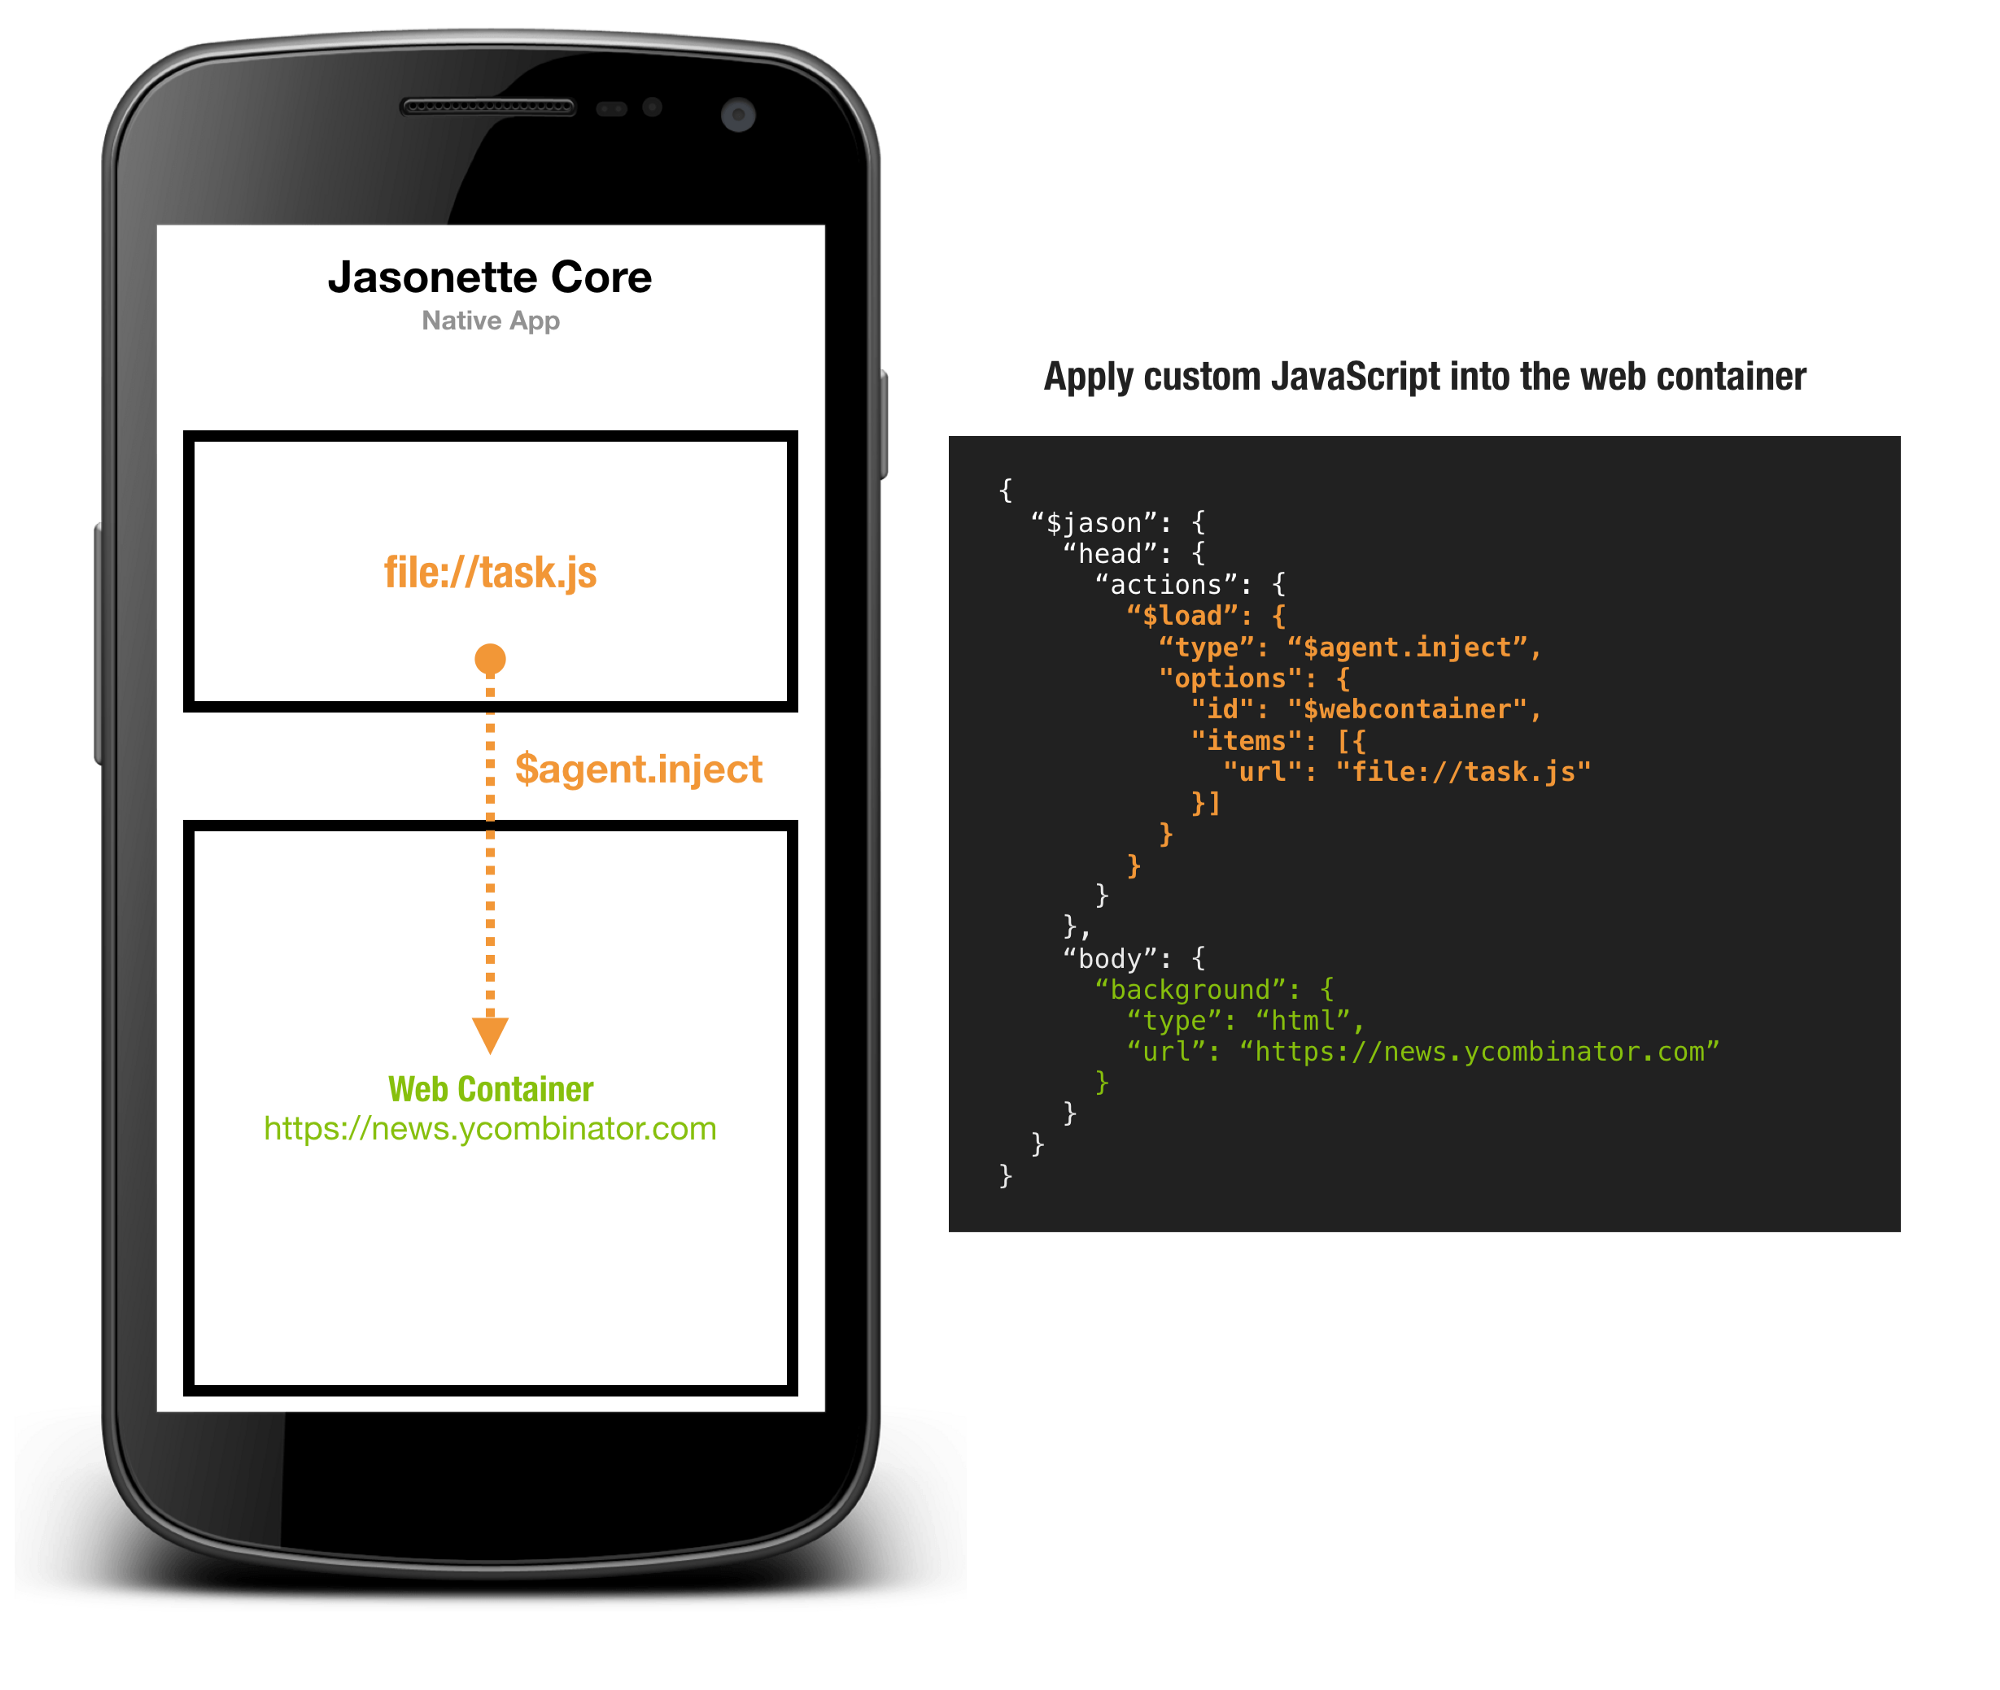 Jasonette Core
Native App
file://task.js
$agent.inject
Web Container
https://news.ycombinator.com
Apply custom JavaScript into the web container
{
  “$jason”: {
    “head”: {
      “actions”: {
        “$load”: {
          “type”: “$agent.inject”,
          "options": {
            "id": "$webcontainer",
            "items": [{
              "url": "file://task.js"
            }]
          }
        }
      }
    },
    “body”: {
      “background”: {
        “type”: “html”,
        “url”: “https://news.ycombinator.com”
      }
    }
  }
}